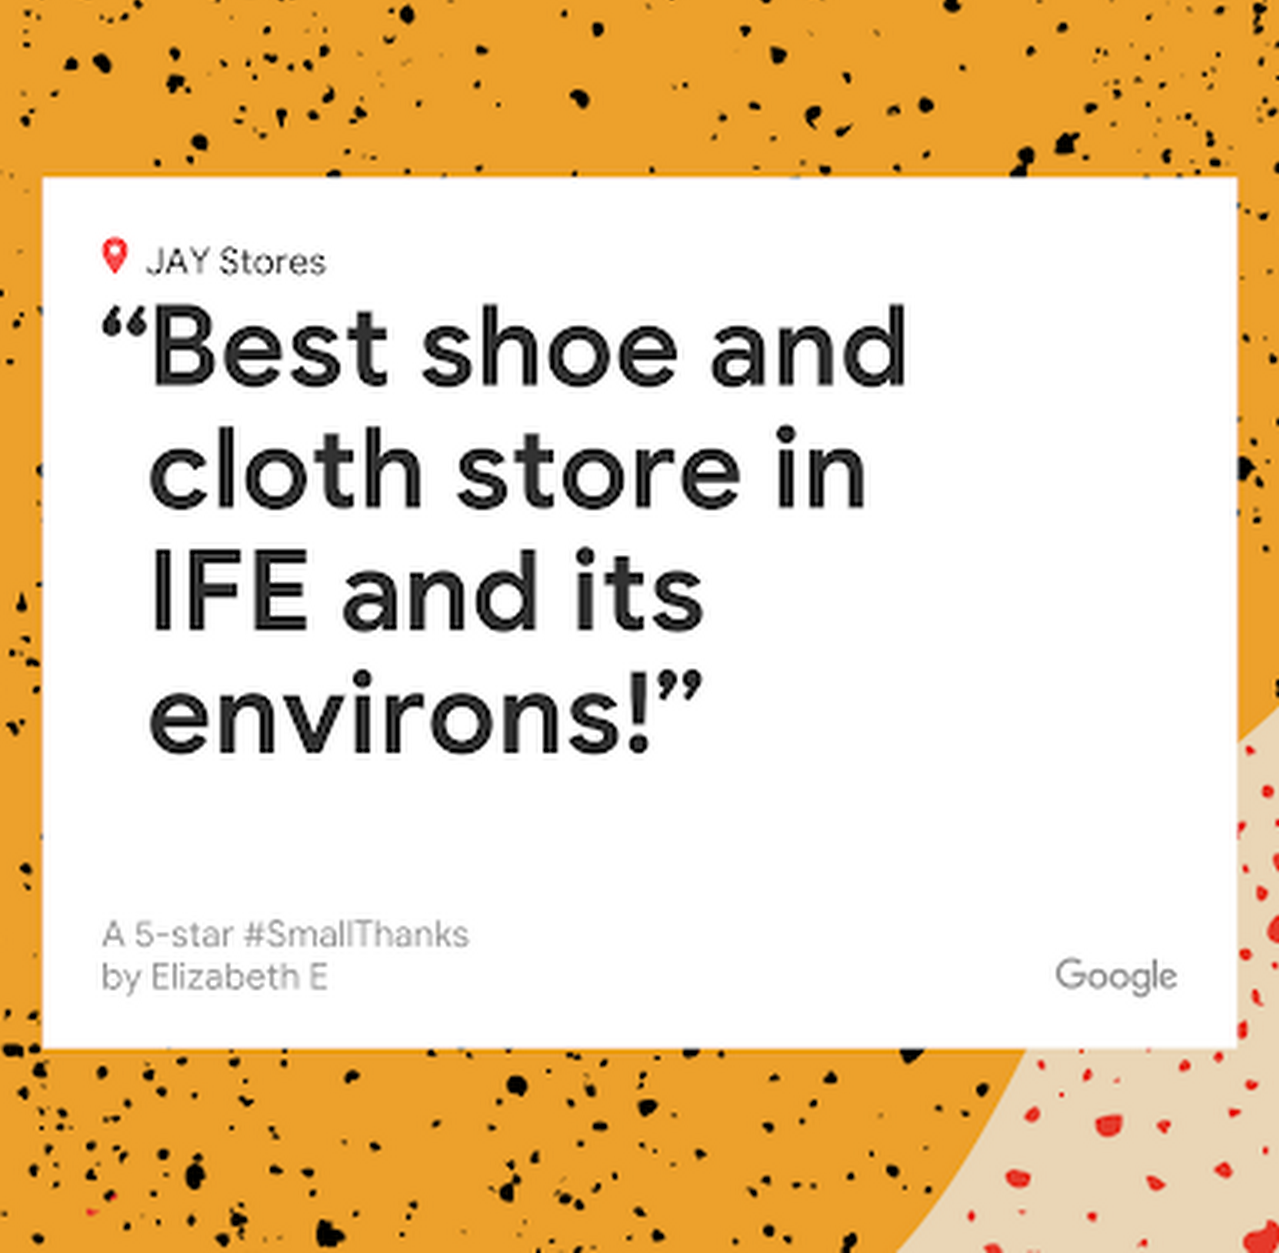 JAY Stores
“Best shoe and
cloth store in
IFE and its
environs!”
A 5-star #SmallThanks
by Elizabeth E
Google